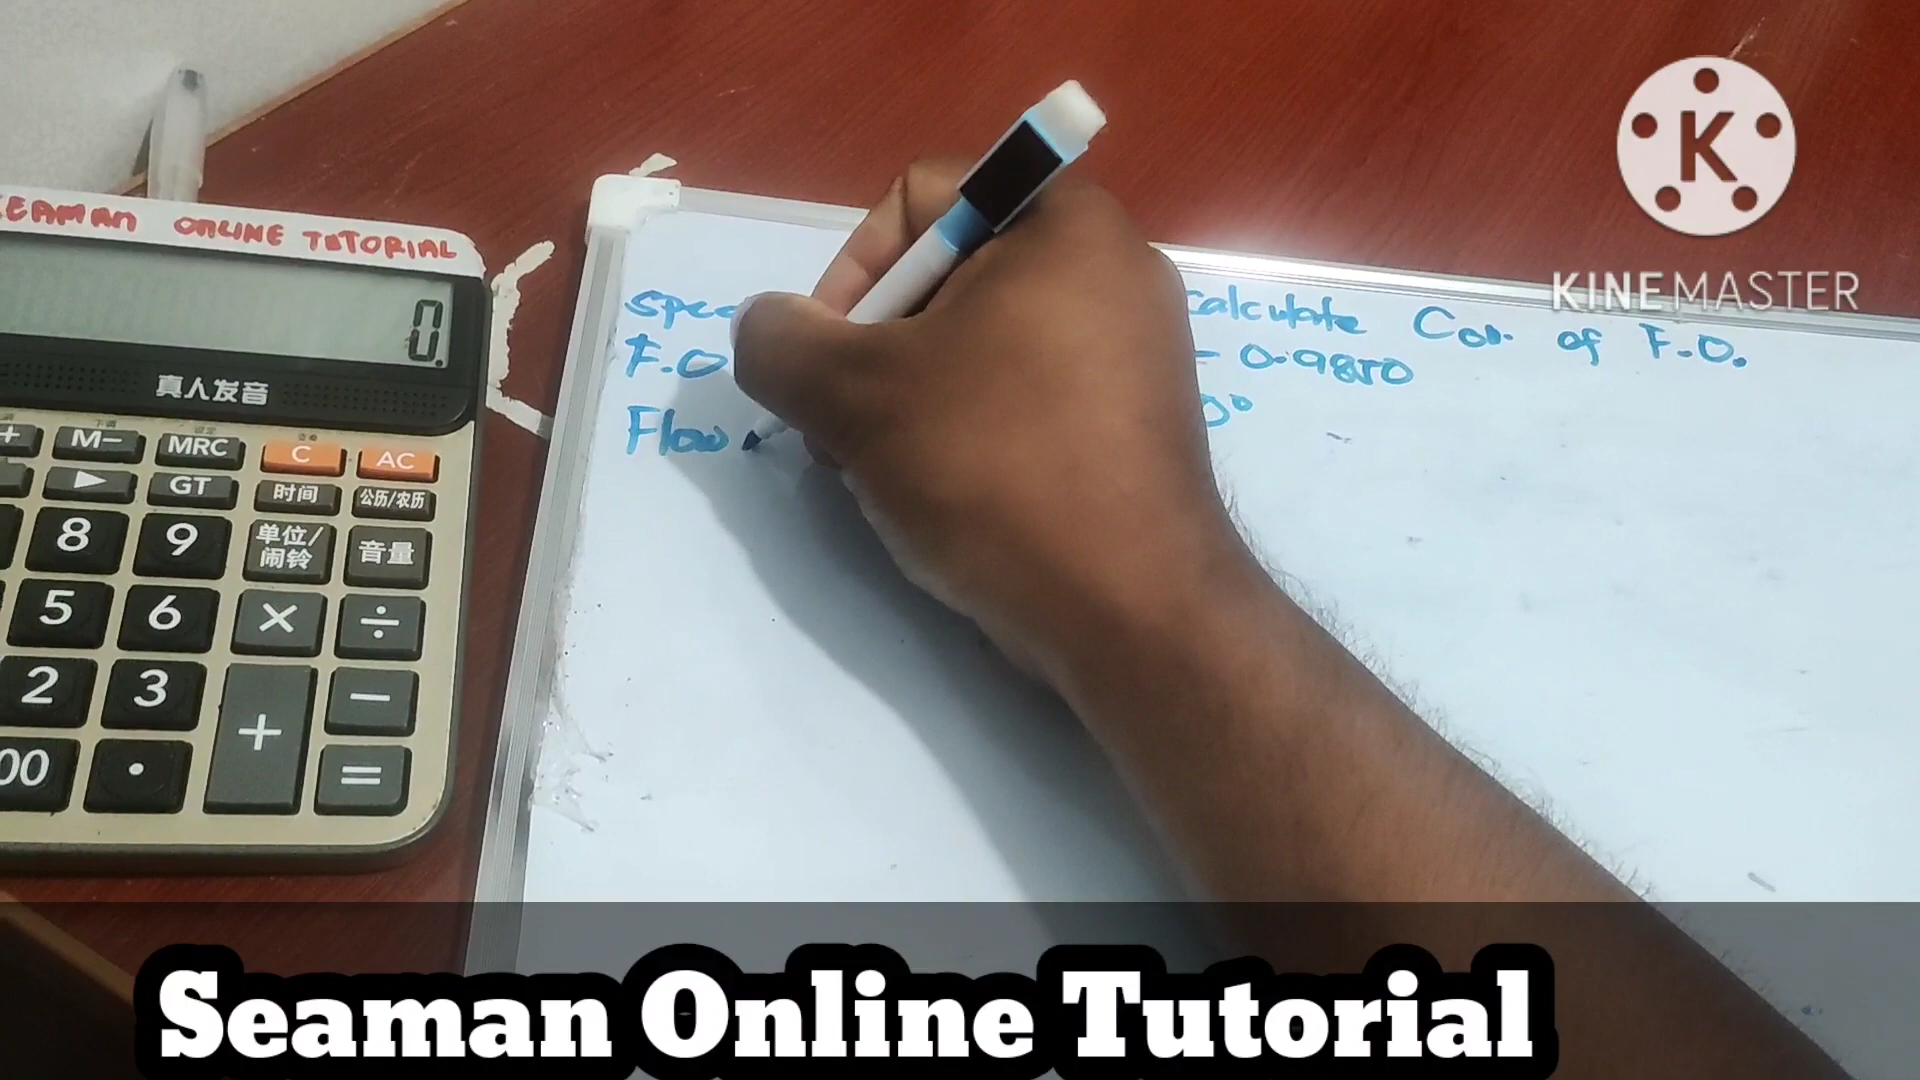 KINEMASTER
SEAMAN ONLINE TUTORIAL
0.
真人发音
M− MRC C AC
▶ GT 时间 公历/农历
8 9 单位/闹铃 音量
5 6 × ÷
2 3 + −
00 . =
Calculate Con. of F.O.
F.O - 0.9850
0°
Flow
Seaman Online Tutorial